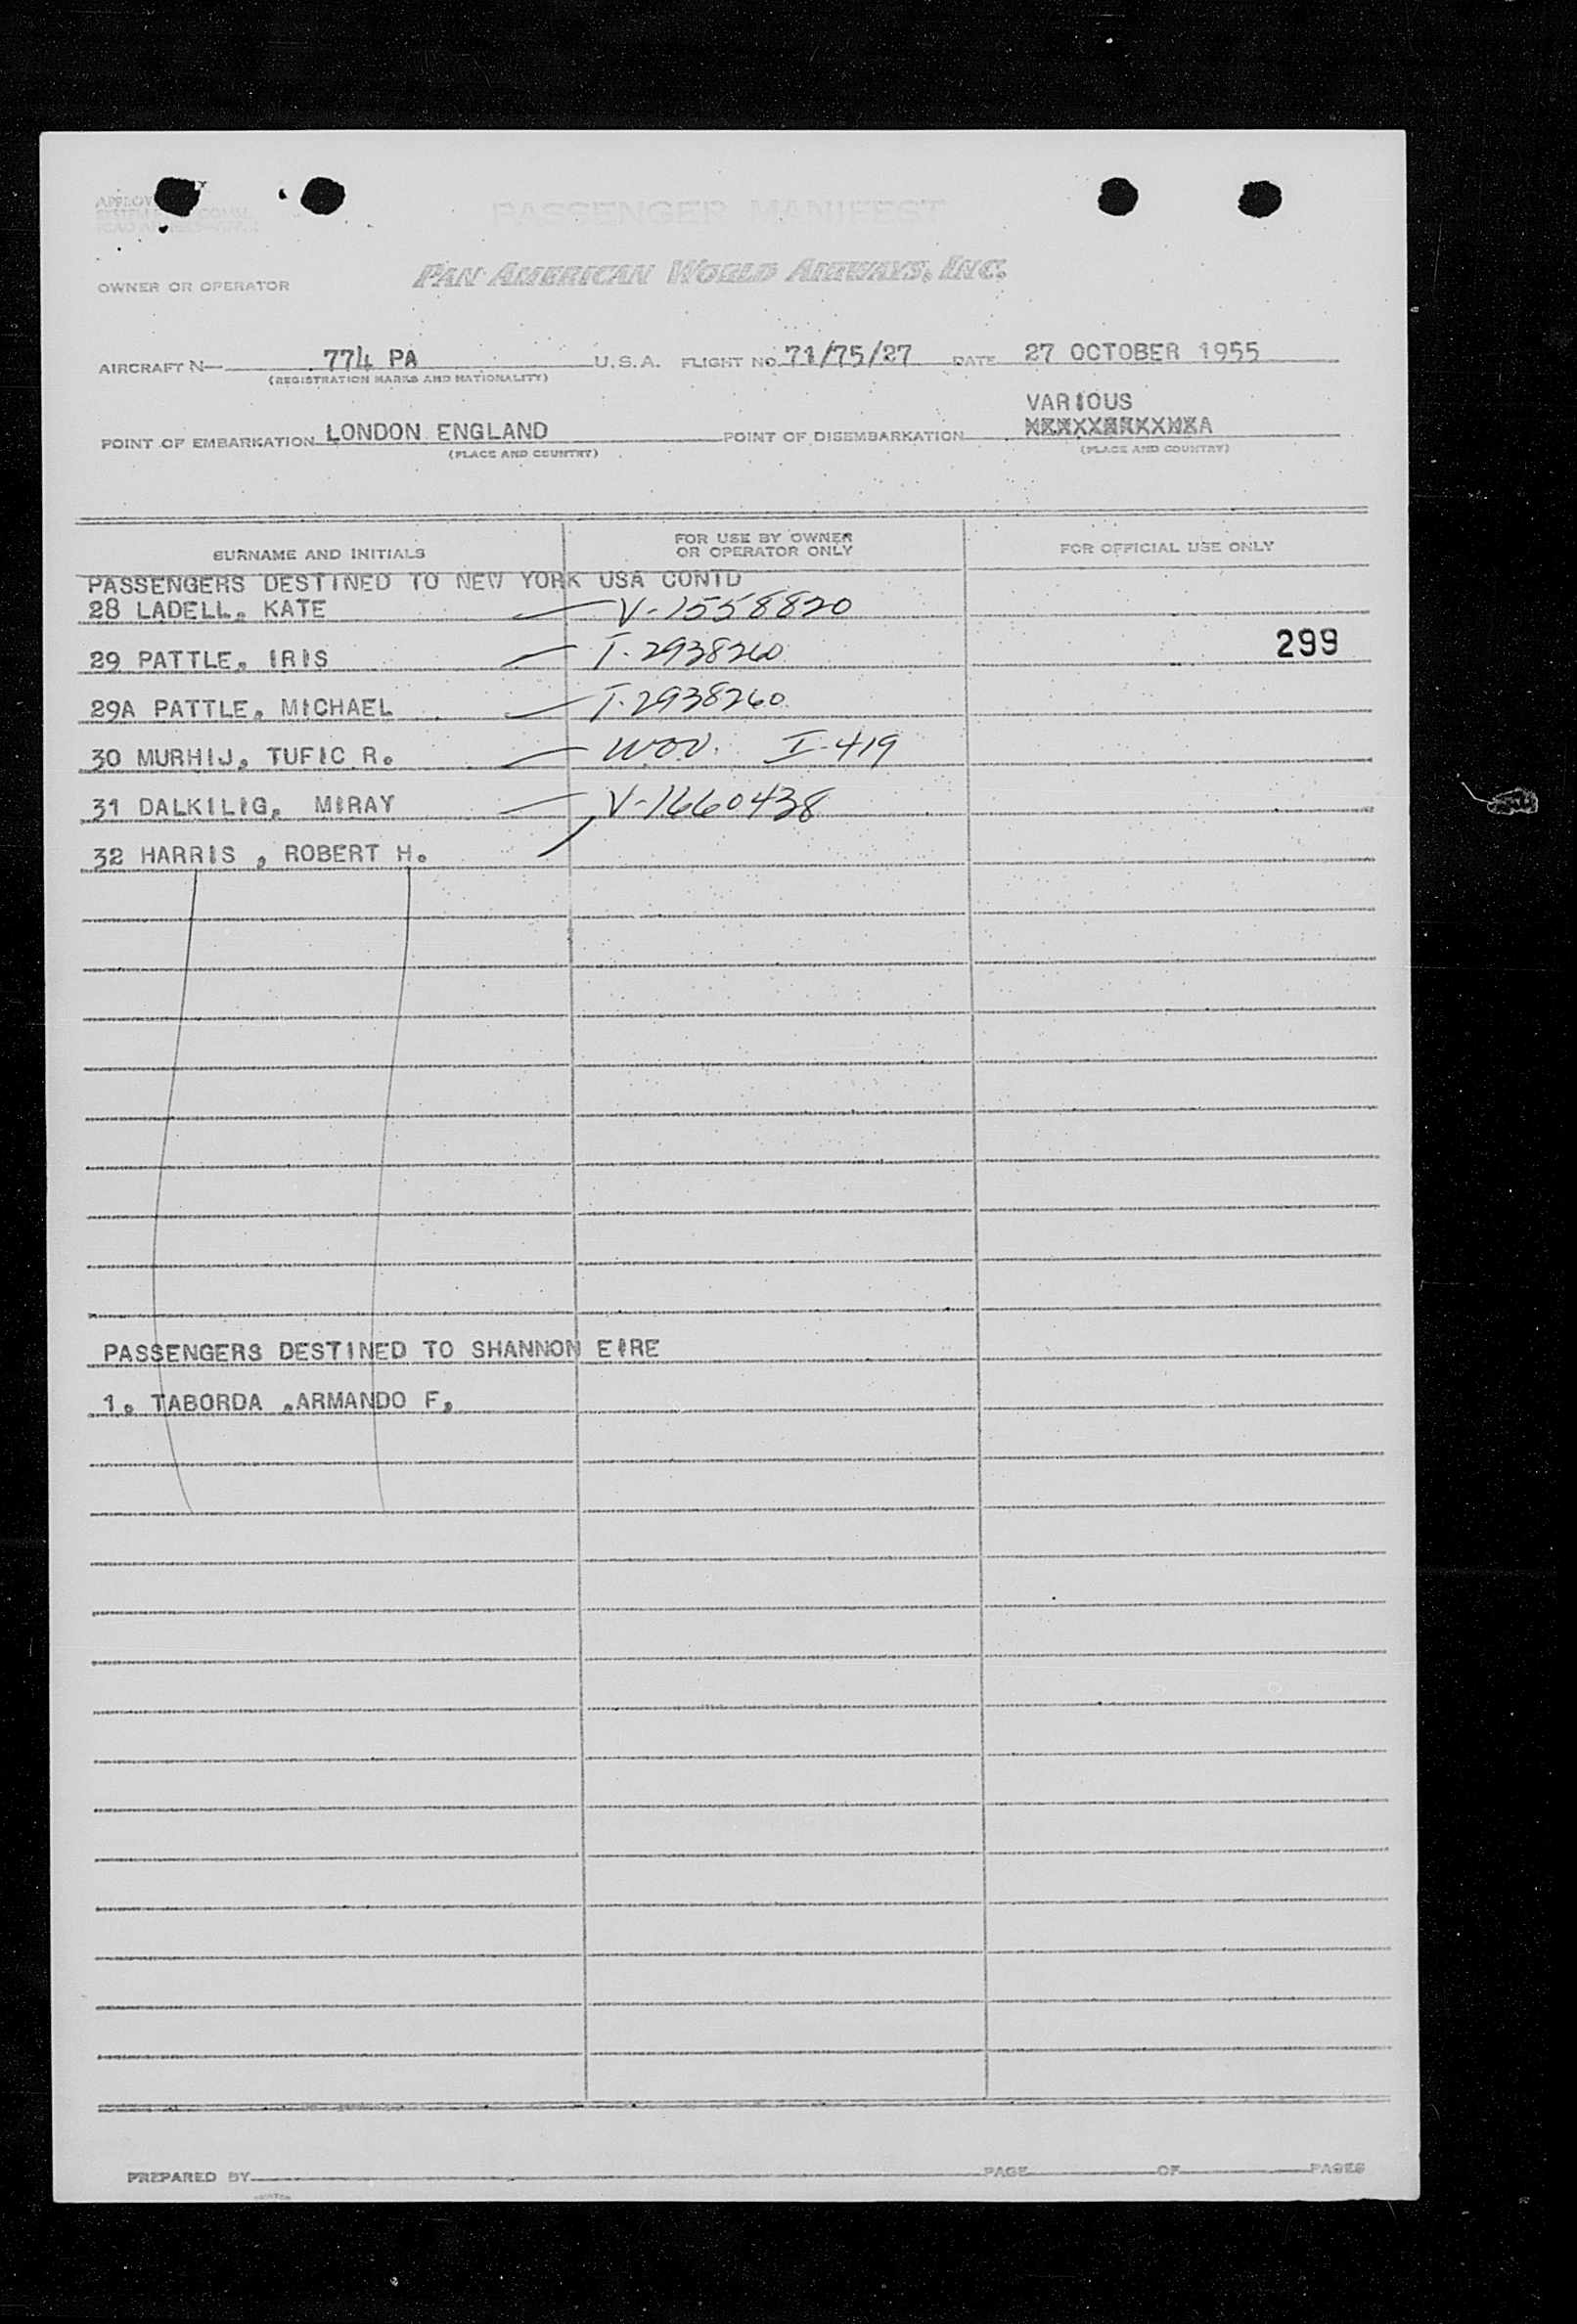 PASSENGER MANIFEST
PAN AMERICAN WORLD AIRWAYS, INC.
OWNER OR OPERATOR
AIRCRAFT N— 774 PA U.S.A. FLIGHT NO. 71/75/27 DATE 27 OCTOBER 1955
(REGISTRATION MARKS AND NATIONALITY)
VARIOUS
POINT OF EMBARKATION LONDON ENGLAND POINT OF DISEMBARKATION
(PLACE AND COUNTRY) (PLACE AND COUNTRY)
SURNAME AND INITIALS FOR USE BY OWNER OR OPERATOR ONLY FOR OFFICIAL USE ONLY
PASSENGERS DESTINED TO NEW YORK USA CONTD
28 LADELL, KATE V-1558820
29 PATTLE, IRIS T-2938260 299
29A PATTLE, MICHAEL T-2938260
30 MURHIJ, TUFIC R. W.O.V. I-419
31 DALKILIG, MIRAY V-1660438
32 HARRIS , ROBERT H.
PASSENGERS DESTINED TO SHANNON EIRE
1. TABORDA ,ARMANDO F,
PREPARED BY PAGE OF PAGES